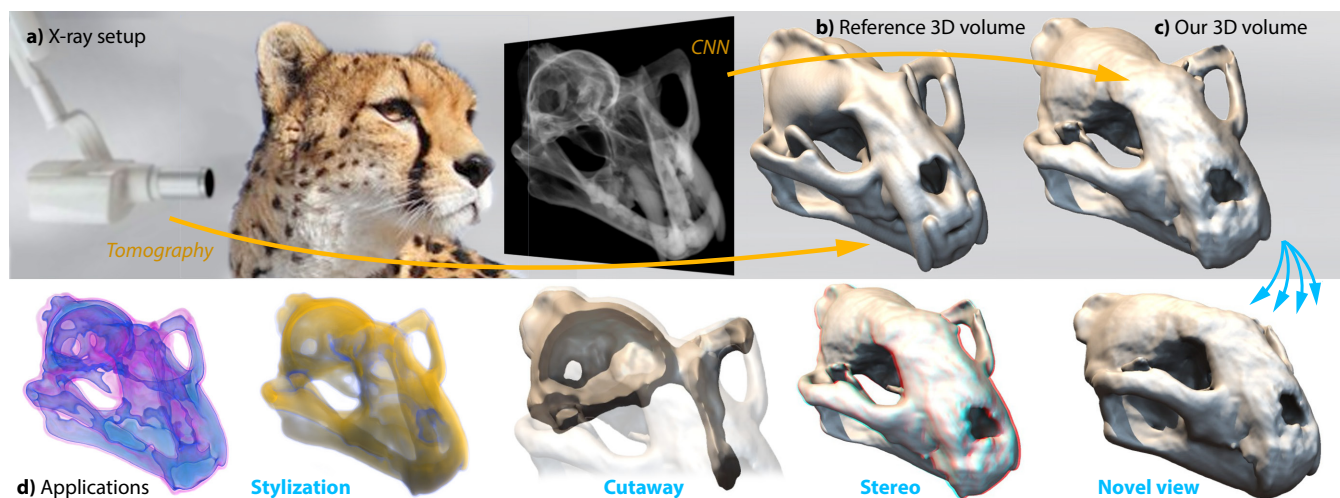 a) X-ray setup
CNN
b) Reference 3D volume
c) Our 3D volume
Tomography
d) Applications
Stylization
Cutaway
Stereo
Novel view